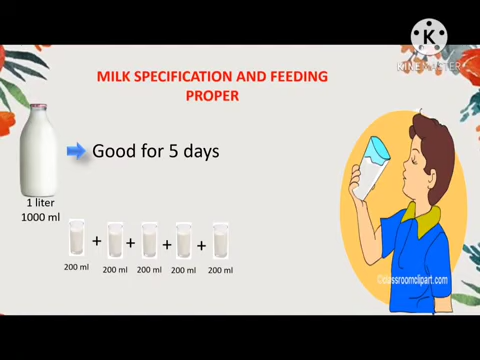 K
KINEMASTER
MILK SPECIFICATION AND FEEDING
PROPER
Good for 5 days
1 liter
1000 ml
+ + + +
200 ml 200 ml 200 ml 200 ml 200 ml
©classroomclipart.com